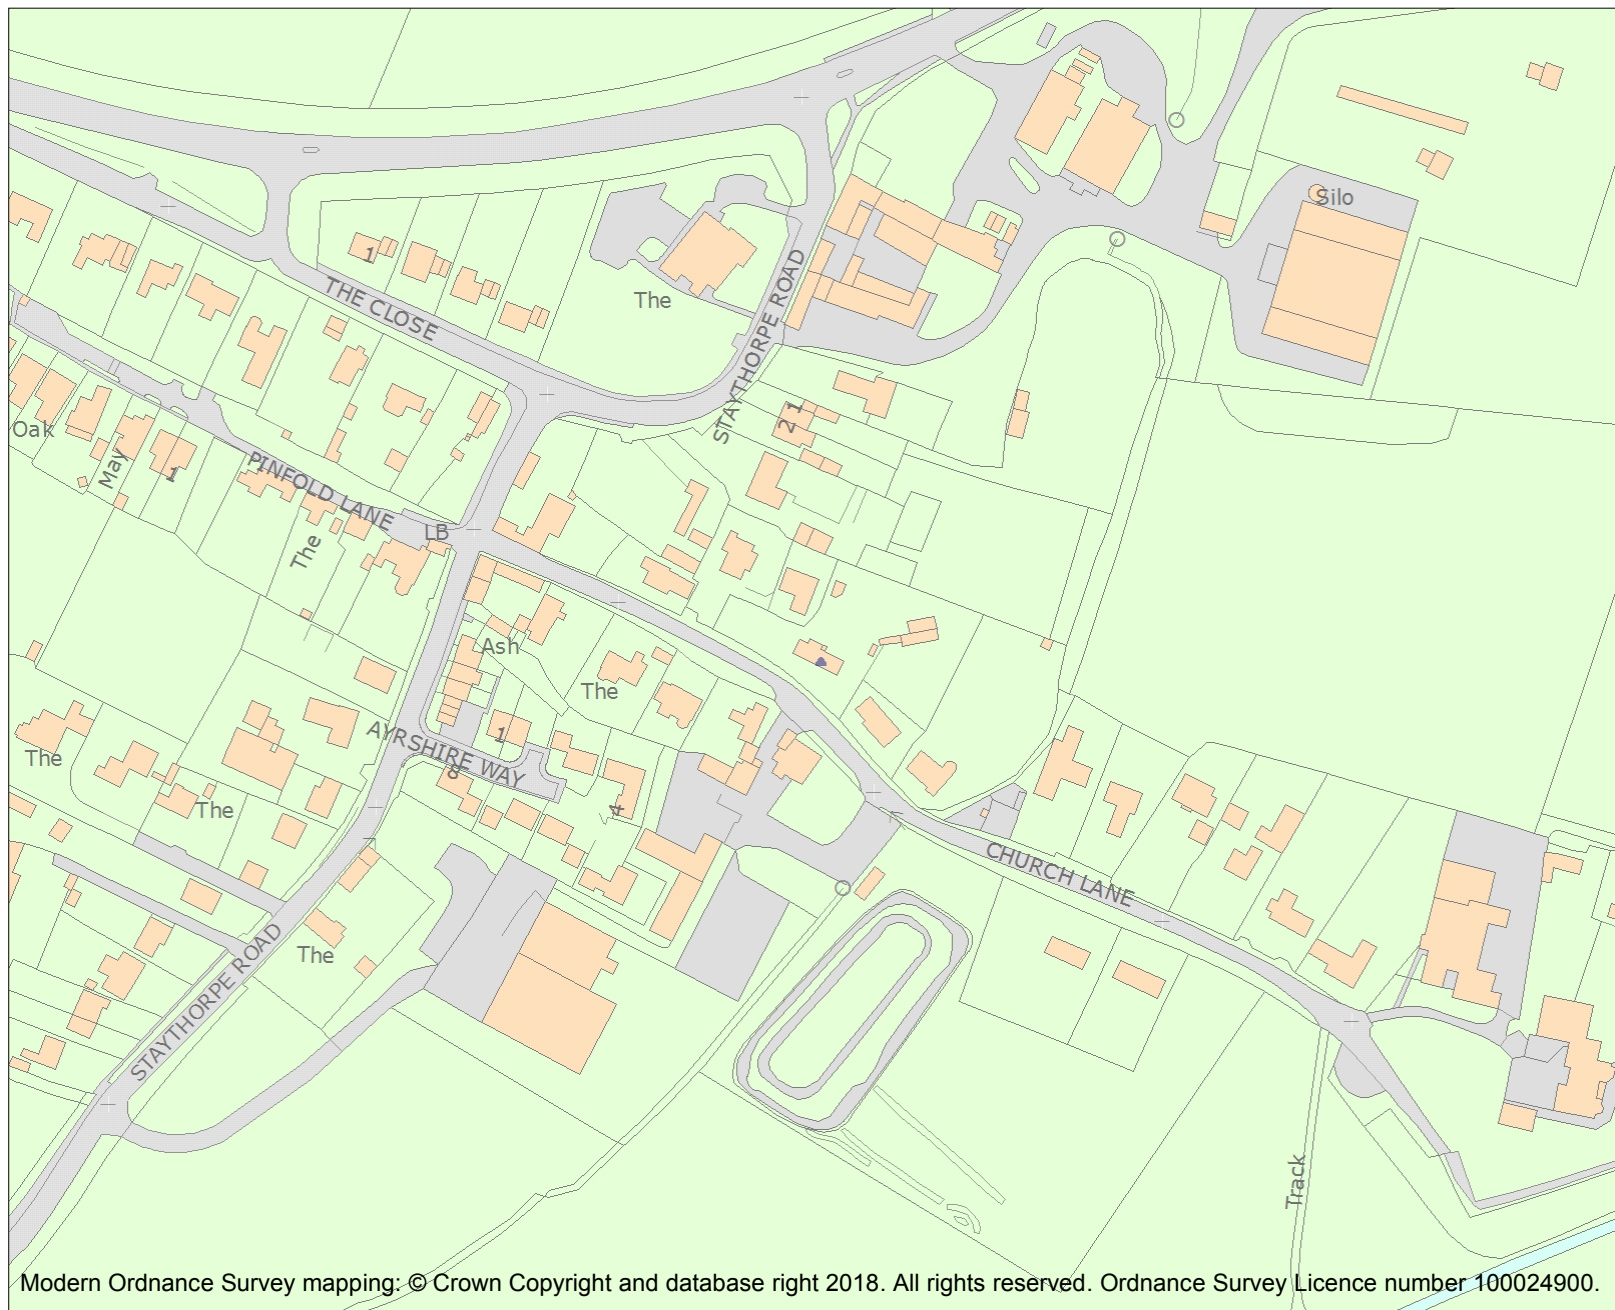 Silo
1
The
THE CLOSE
STAYTHORPE ROAD
2 1
Oak
May
1
PINFOLD LANE
The
LB
Ash
The
AYRSHIRE WAY
1
8
4
The
The
CHURCH LANE
The
STAYTHORPE ROAD
Track
Modern Ordnance Survey mapping: © Crown Copyright and database right 2018. All rights reserved. Ordnance Survey Licence number 100024900.